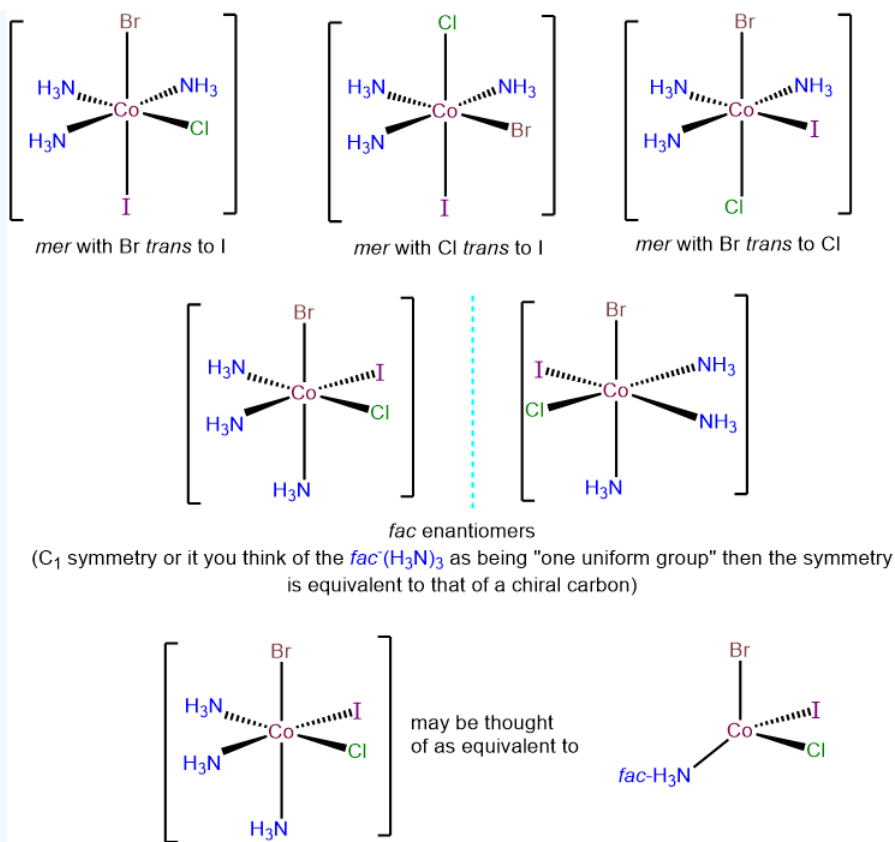 Br
H₃N NH₃
Co
H₃N Cl
I
mer with Br trans to I
Cl
H₃N NH₃
Co
H₃N Br
I
mer with Cl trans to I
Br
H₃N NH₃
Co
H₃N I
Cl
mer with Br trans to Cl
Br
H₃N I
Co
H₃N Cl
H₃N
Br
I NH₃
Co
Cl NH₃
H₃N
fac enantiomers
(C₁ symmetry or it you think of the fac⁻(H₃N)₃ as being "one uniform group" then the symmetry
is equivalent to that of a chiral carbon)
Br
H₃N I
Co
H₃N Cl
H₃N
may be thought
of as equivalent to
Br
I
Co
Cl
fac-H₃N